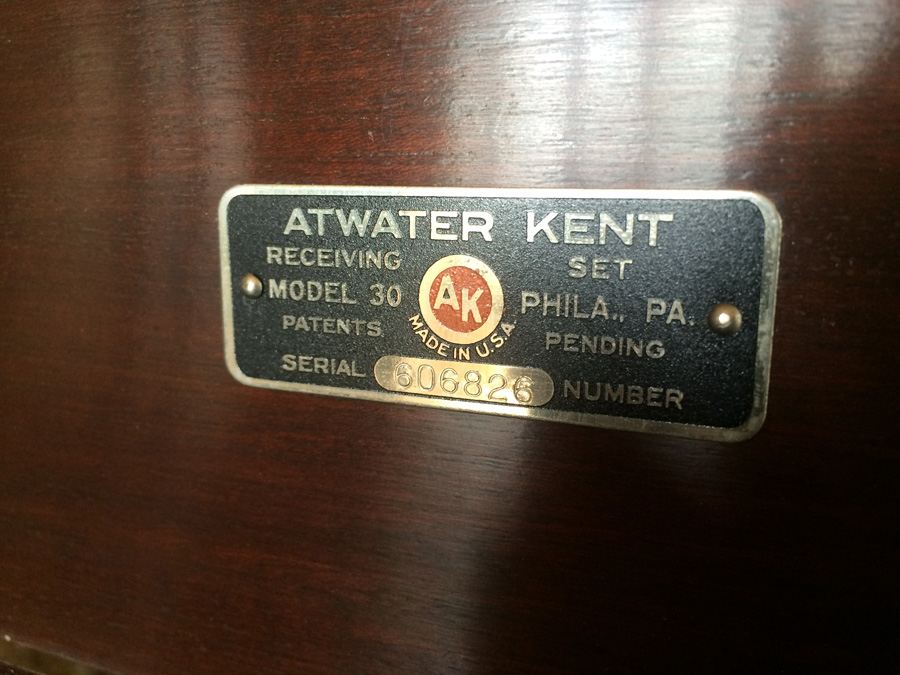 ATWATER KENT
RECEIVING SET
MODEL 30 PHILA., PA.
PATENTS PENDING
AK
MADE IN U.S.A.
SERIAL 606826 NUMBER